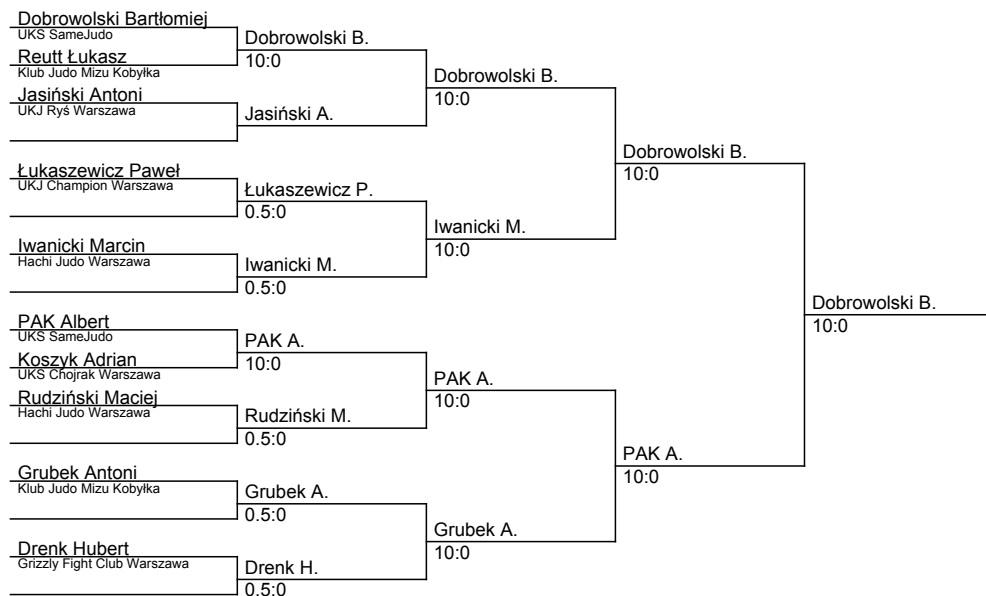 Dobrowolski Bartłomiej
UKS SameJudo
Reutt Łukasz
Klub Judo Mizu Kobyłka
Jasiński Antoni
UKJ Ryś Warszawa
Łukaszewicz Paweł
UKJ Champion Warszawa
Iwanicki Marcin
Hachi Judo Warszawa
PAK Albert
UKS SameJudo
Koszyk Adrian
UKS Chojrak Warszawa
Rudziński Maciej
Hachi Judo Warszawa
Grubek Antoni
Klub Judo Mizu Kobyłka
Drenk Hubert
Grizzly Fight Club Warszawa
Dobrowolski B.
10:0
Jasiński A.
Łukaszewicz P.
0.5:0
Iwanicki M.
0.5:0
PAK A.
10:0
Rudziński M.
0.5:0
Grubek A.
0.5:0
Drenk H.
0.5:0
Dobrowolski B.
10:0
Iwanicki M.
10:0
PAK A.
10:0
Grubek A.
10:0
Dobrowolski B.
10:0
PAK A.
10:0
Dobrowolski B.
10:0